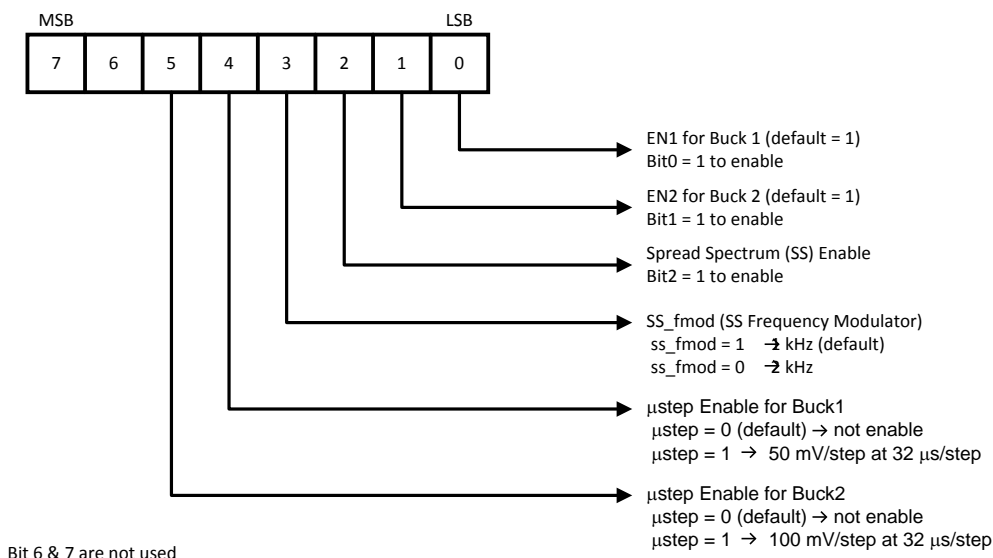 MSB LSB
7 6 5 4 3 2 1 0
EN1 for Buck 1 (default = 1)
Bit0 = 1 to enable
EN2 for Buck 2 (default = 1)
Bit1 = 1 to enable
Spread Spectrum (SS) Enable
Bit2 = 1 to enable
SS_fmod (SS Frequency Modulator)
ss_fmod = 1 → 1 kHz (default)
ss_fmod = 0 → 2 kHz
μstep Enable for Buck1
μstep = 0 (default) → not enable
μstep = 1 → 50 mV/step at 32 μs/step
μstep Enable for Buck2
μstep = 0 (default) → not enable
μstep = 1 → 100 mV/step at 32 μs/step
Bit 6 & 7 are not used